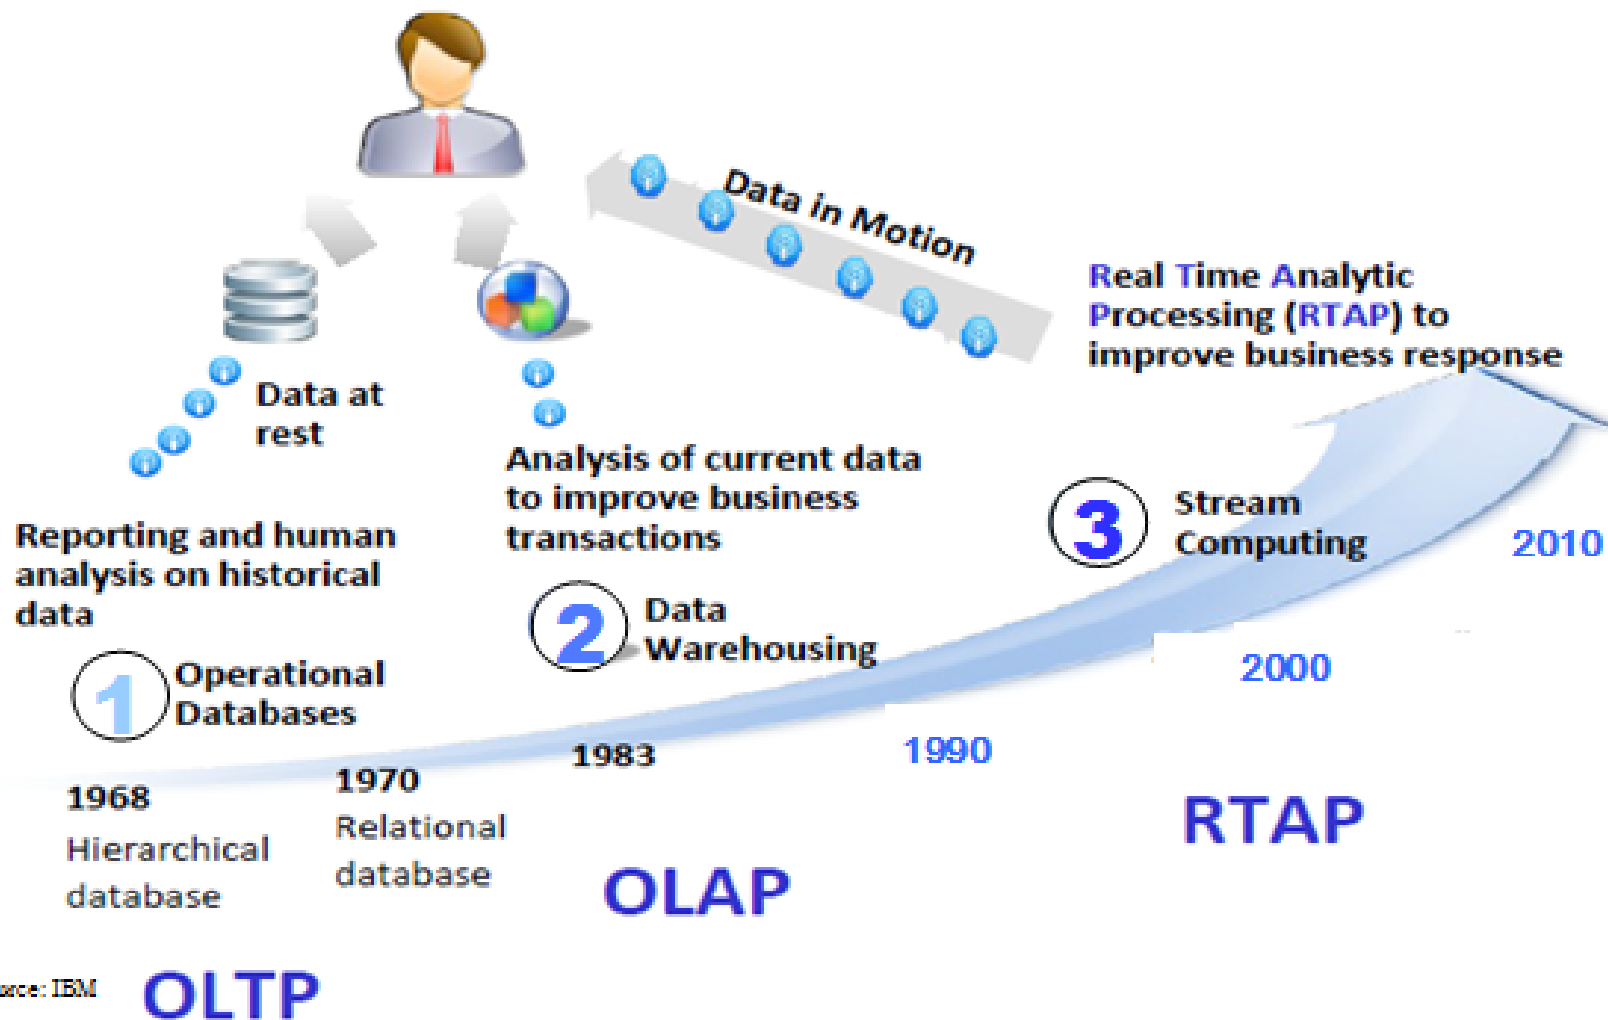 Data in Motion
Real Time Analytic
Processing (RTAP) to
improve business response
Data at
rest
Analysis of current data
to improve business
transactions
Reporting and human
analysis on historical
data
3
Stream
Computing
2010
2
Data
Warehousing
1
Operational
Databases
2000
1990
1983
1970
Relational
database
1968
Hierarchical
database
RTAP
OLAP
OLTP
urce: IBM